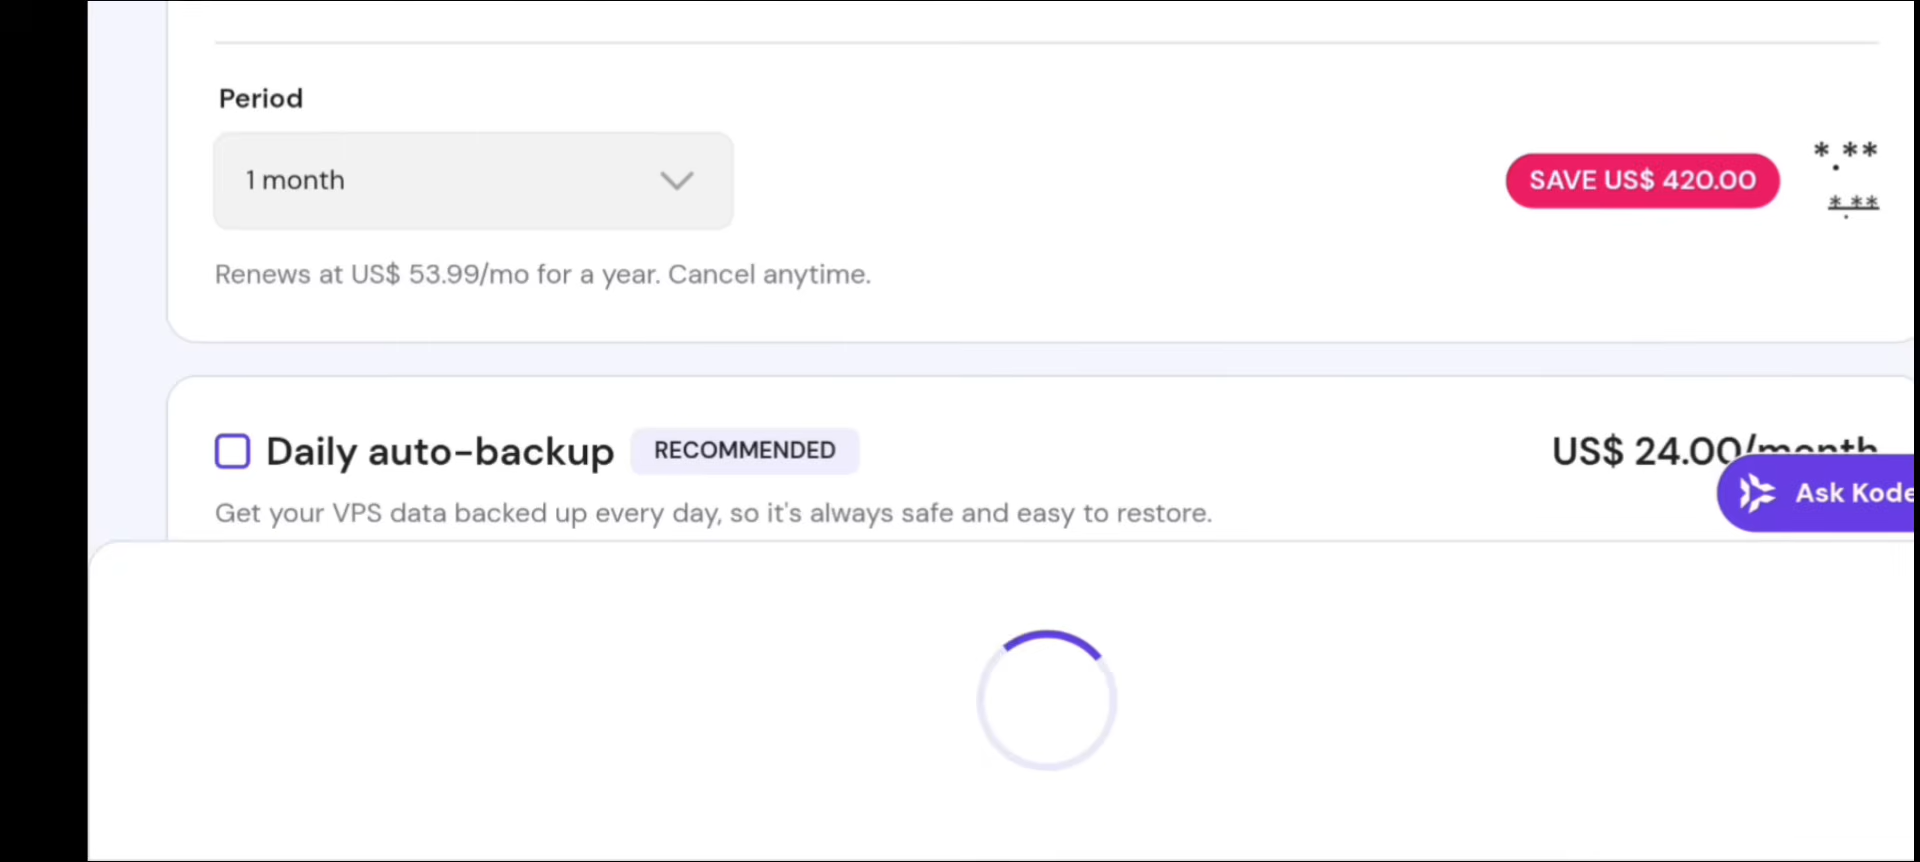 Period
1 month
SAVE US$ 420.00
*.**
*.**
Renews at US$ 53.99/mo for a year. Cancel anytime.
Daily auto-backup RECOMMENDED
US$ 24.00/month
Get your VPS data backed up every day, so it's always safe and easy to restore.
Ask Kode